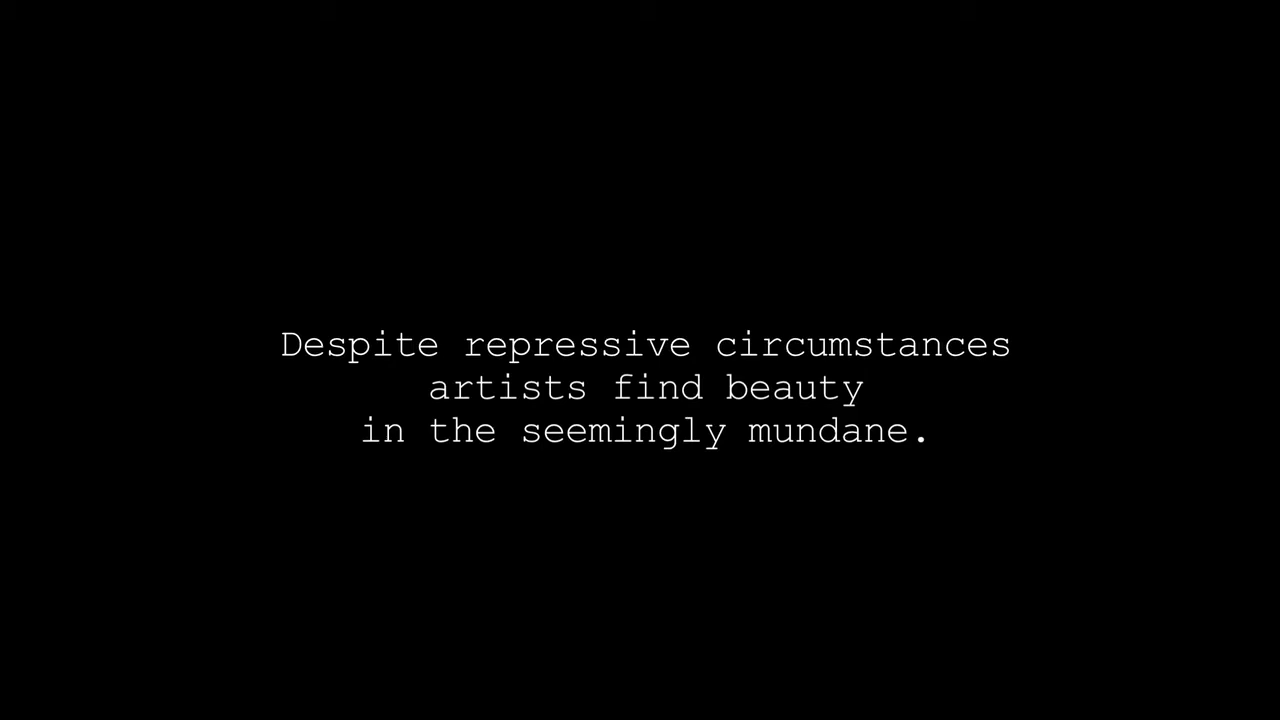 Despite repressive circumstances
artists find beauty
in the seemingly mundane.